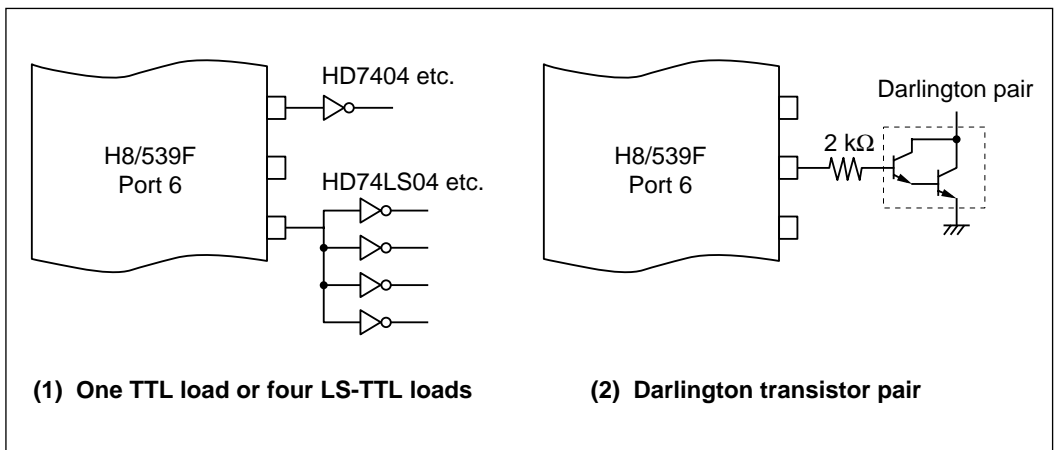 HD7404 etc.
H8/539F
Port 6
HD74LS04 etc.
(1) One TTL load or four LS-TTL loads
Darlington pair
2 kΩ
H8/539F
Port 6
(2) Darlington transistor pair